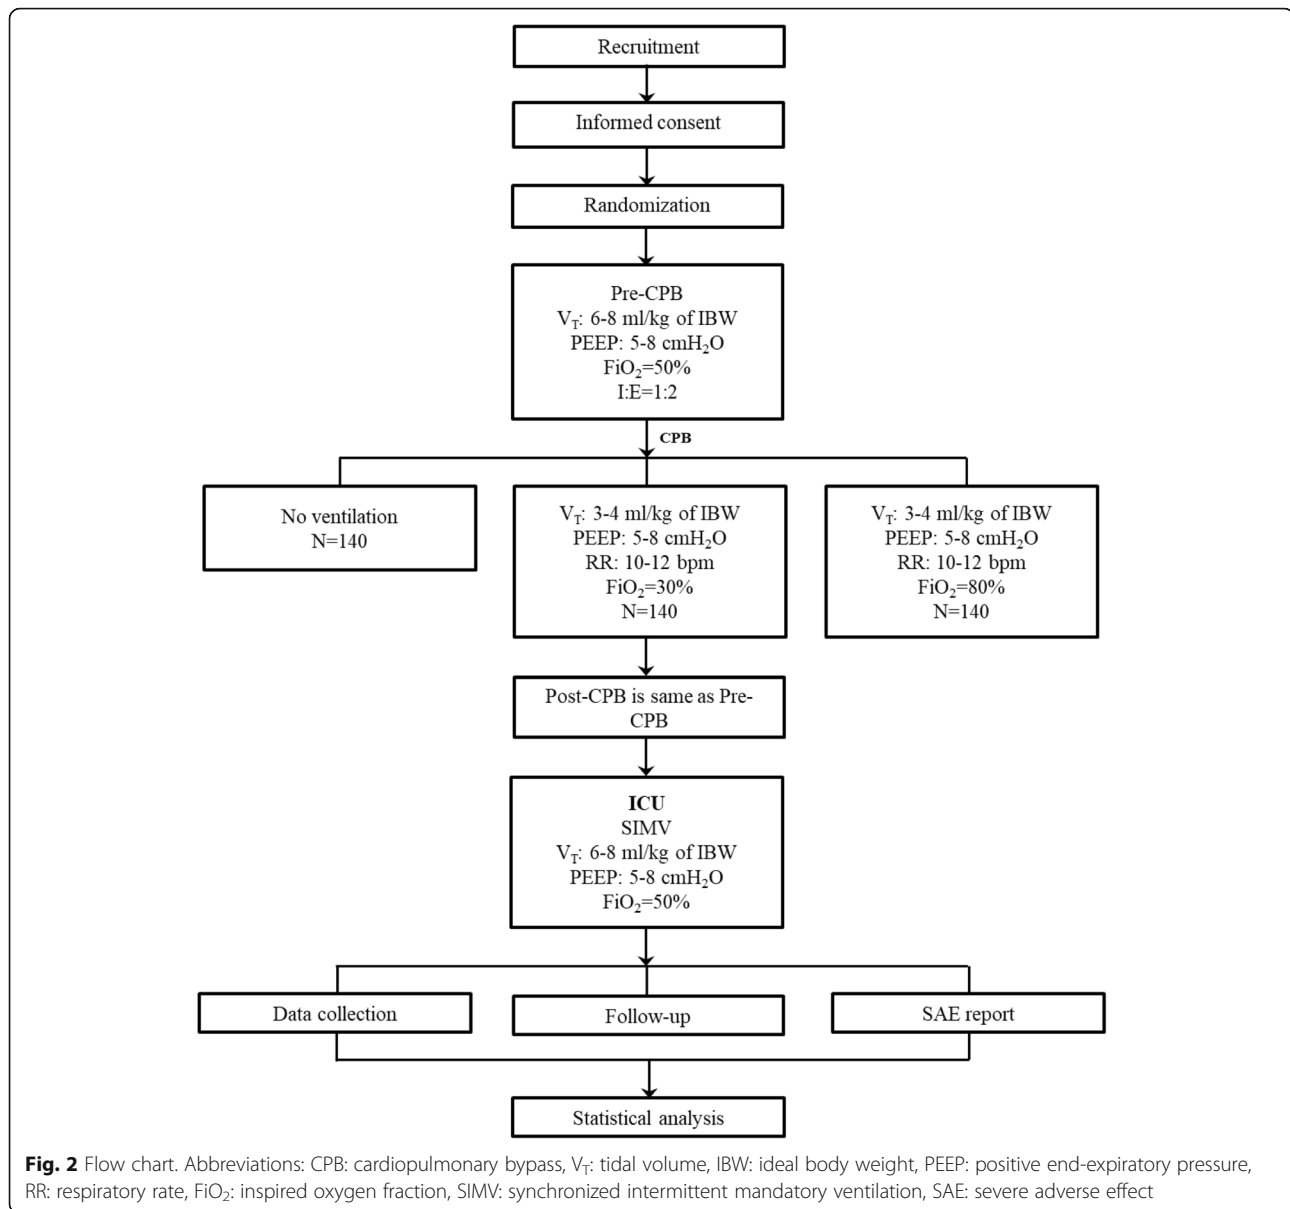 Recruitment
Informed consent
Randomization
Pre-CPB
V_T: 6-8 ml/kg of IBW
PEEP: 5-8 cmH₂O
FiO₂=50%
I:E=1:2
CPB
No ventilation
N=140
V_T: 3-4 ml/kg of IBW
PEEP: 5-8 cmH₂O
RR: 10-12 bpm
FiO₂=30%
N=140
V_T: 3-4 ml/kg of IBW
PEEP: 5-8 cmH₂O
RR: 10-12 bpm
FiO₂=80%
N=140
Post-CPB is same as Pre-
CPB
ICU
SIMV
V_T: 6-8 ml/kg of IBW
PEEP: 5-8 cmH₂O
FiO₂=50%
Data collection
Follow-up
SAE report
Statistical analysis
Fig. 2 Flow chart. Abbreviations: CPB: cardiopulmonary bypass, V_T: tidal volume, IBW: ideal body weight, PEEP: positive end-expiratory pressure,
RR: respiratory rate, FiO₂: inspired oxygen fraction, SIMV: synchronized intermittent mandatory ventilation, SAE: severe adverse effect